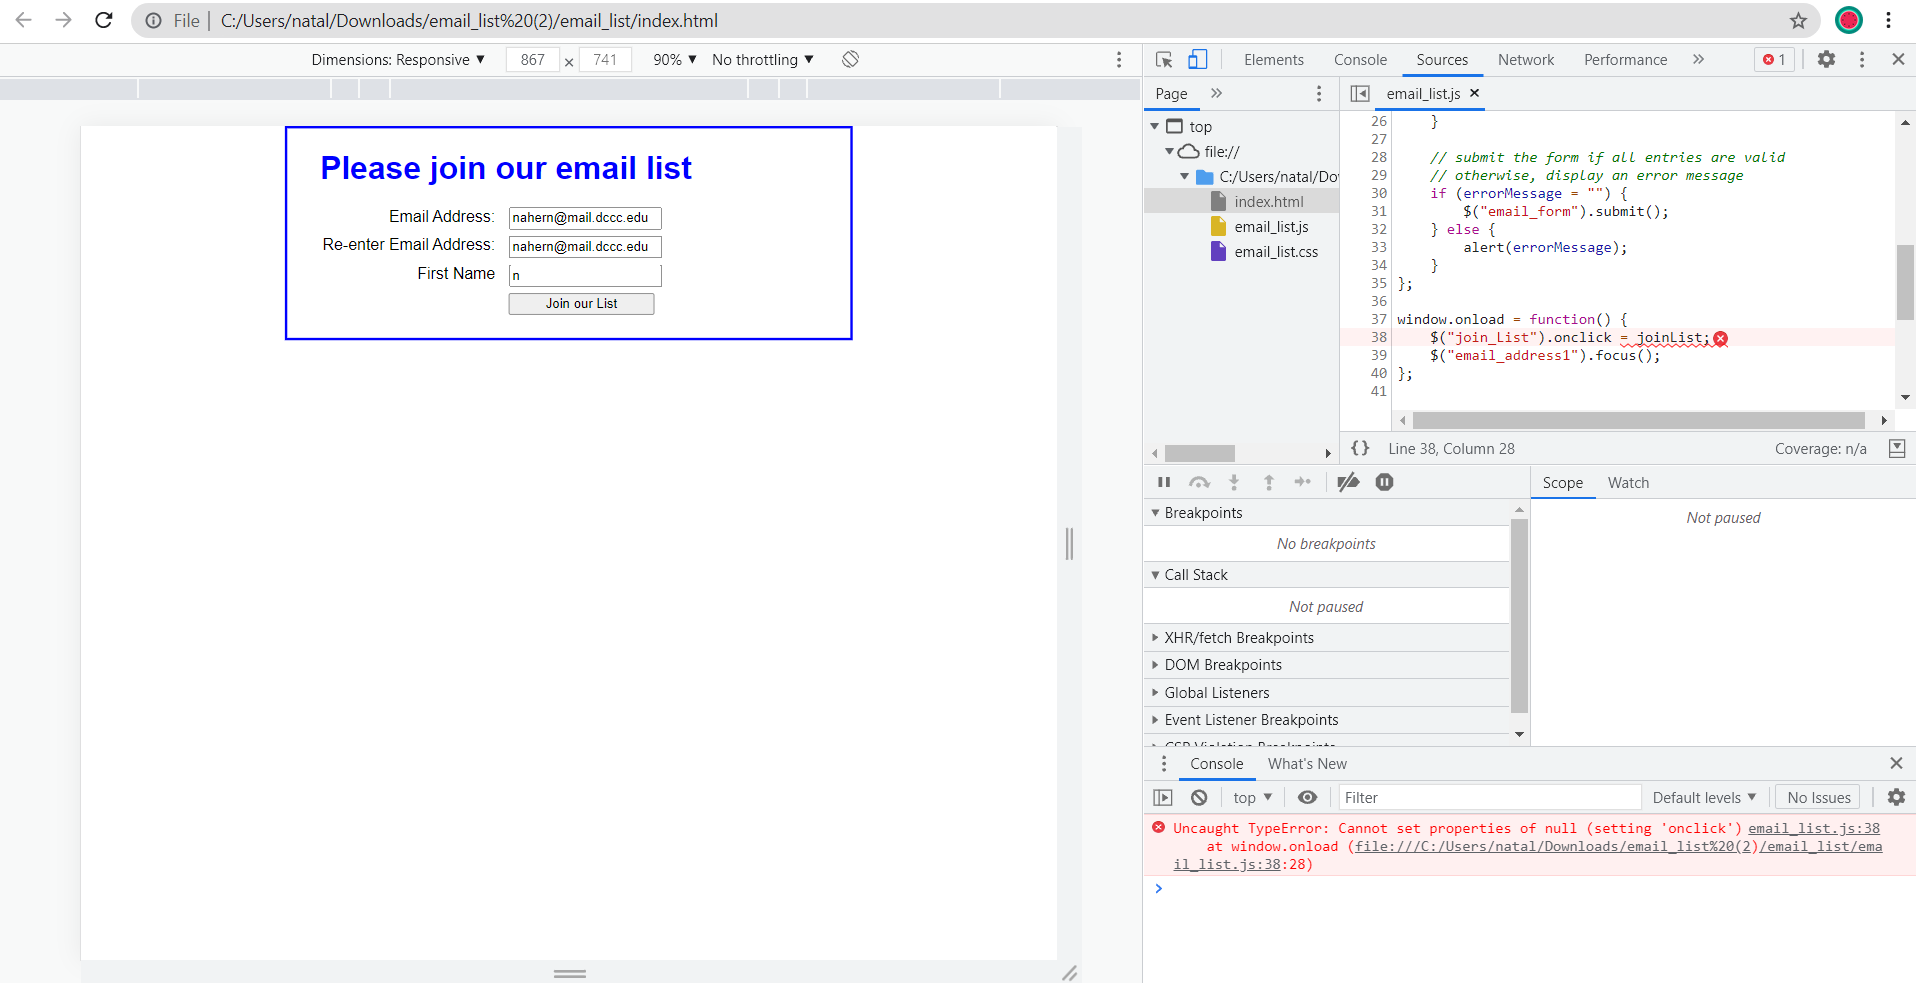 File | C:/Users/natal/Downloads/email_list%20(2)/email_list/index.html
Dimensions: Responsive ▼ 867 × 741 90% ▼ No throttling ▼
Please join our email list
Email Address: nahern@mail.dccc.edu
Re-enter Email Address: nahern@mail.dccc.edu
First Name n
Join our List
Elements Console Sources Network Performance » 1
Page »
email_list.js ×
top
file://
C:/Users/natal/Do
index.html
email_list.js
email_list.css
26 }
27
28 // submit the form if all entries are valid
29 // otherwise, display an error message
30 if (errorMessage = "") {
31 $("email_form").submit();
32 } else {
33 alert(errorMessage);
34 }
35 };
36
37 window.onload = function() {
38 $("join_List").onclick = joinList;
39 $("email_address1").focus();
40 };
41
{} Line 38, Column 28 Coverage: n/a
Breakpoints
No breakpoints
Call Stack
Not paused
XHR/fetch Breakpoints
DOM Breakpoints
Global Listeners
Event Listener Breakpoints
CSP Violation Breakpoints
Scope Watch
Not paused
Console What's New
top ▼ Filter Default levels ▼ No Issues
Uncaught TypeError: Cannot set properties of null (setting 'onclick') email_list.js:38
at window.onload (file:///C:/Users/natal/Downloads/email_list%20(2)/email_list/ema
il_list.js:38:28)
>